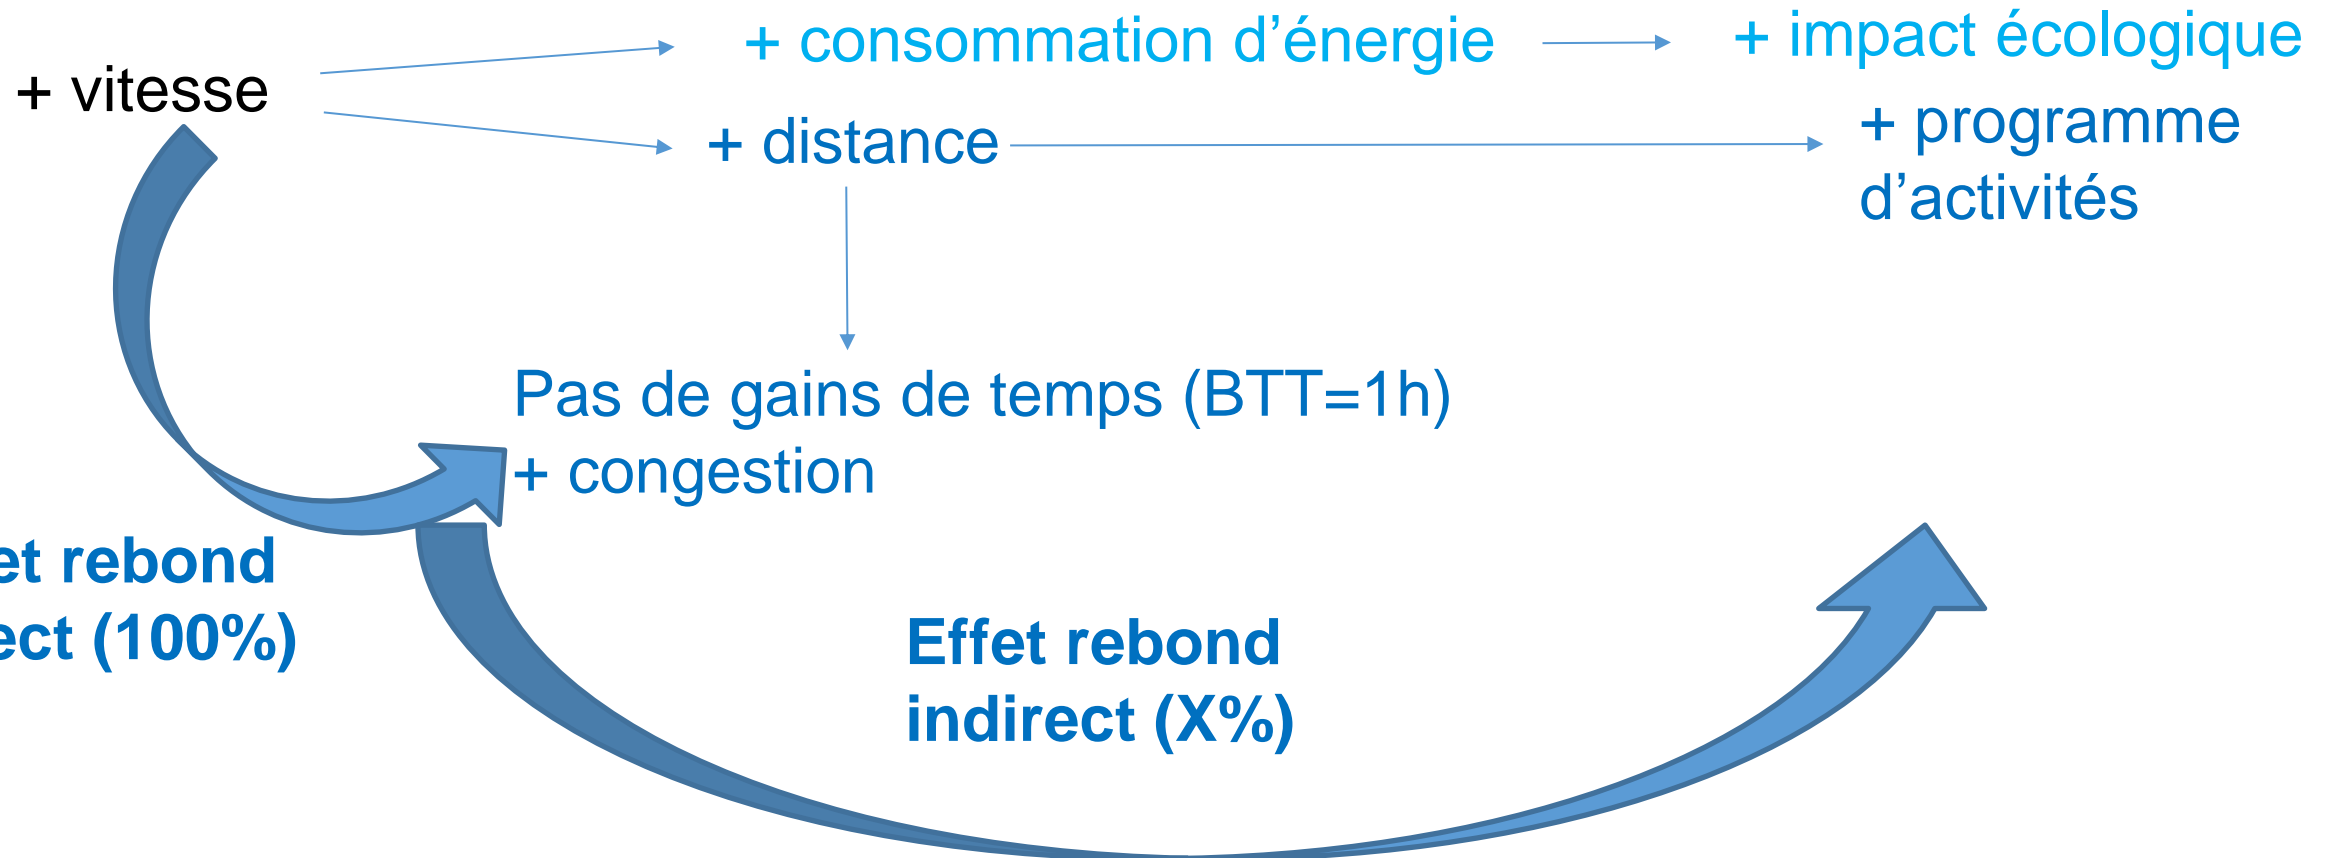 + vitesse
+ consommation d’énergie
+ impact écologique
+ distance
+ programme
d’activités
Pas de gains de temps (BTT=1h)
+ congestion
et rebond
ect (100%)
Effet rebond
indirect (X%)